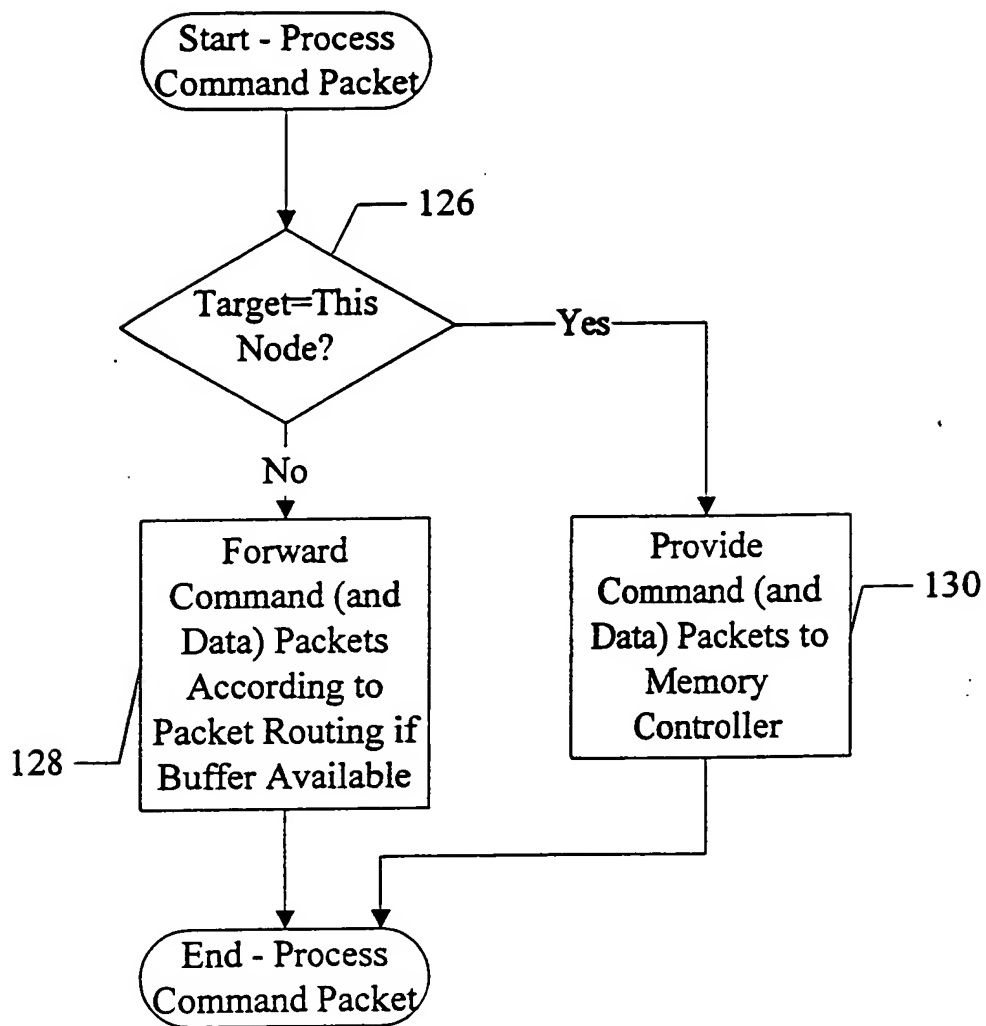 Start - Process
Command Packet
126
Target=This
Node?
Yes
No
Forward
Command (and
Data) Packets
According to
Packet Routing if
Buffer Available
128
Provide
Command (and
Data) Packets to
Memory
Controller
130
End - Process
Command Packet